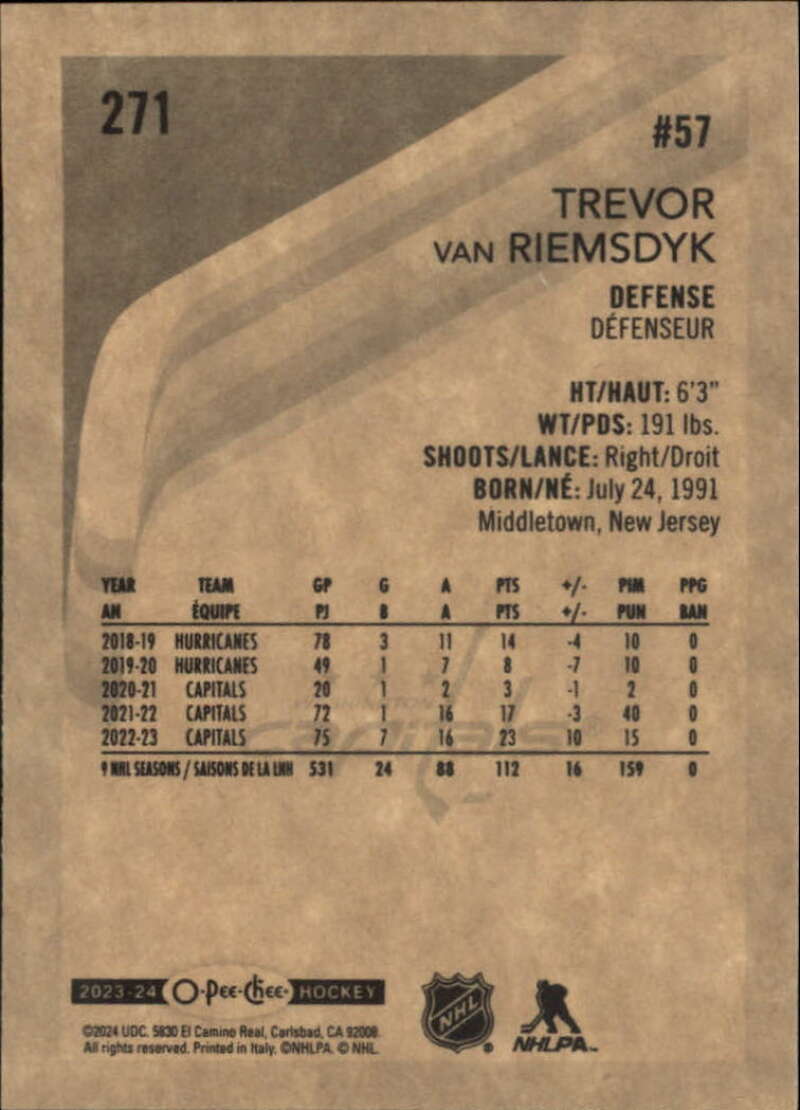 271
#57
TREVOR
VAN RIEMSDYK
DEFENSE
DÉFENSEUR
HT/HAUT: 6'3"
WT/PDS: 191 lbs.
SHOOTS/LANCE: Right/Droit
BORN/NÉ: July 24, 1991
Middletown, New Jersey
YEAR TEAM GP G A PTS +/- PIM PPG
AN ÉQUIPE PJ B A PTS +/- PUN BAN
2018-19 HURRICANES 78 3 11 14 -4 10 0
2019-20 HURRICANES 49 1 7 8 -7 10 0
2020-21 CAPITALS 20 1 2 3 -1 2 0
2021-22 CAPITALS 72 1 16 17 -3 40 0
2022-23 CAPITALS 75 7 16 23 10 15 0
9 NHL SEASONS / SAISONS DE LA LNH 531 24 88 112 16 159 0
capitals
2023-24 O-Pee-Chee HOCKEY
©2024 UDC. 5830 El Camino Real, Carlsbad, CA 92008.
All rights reserved. Printed in Italy. ©NHLPA. © NHL.
NHL
NHLPA